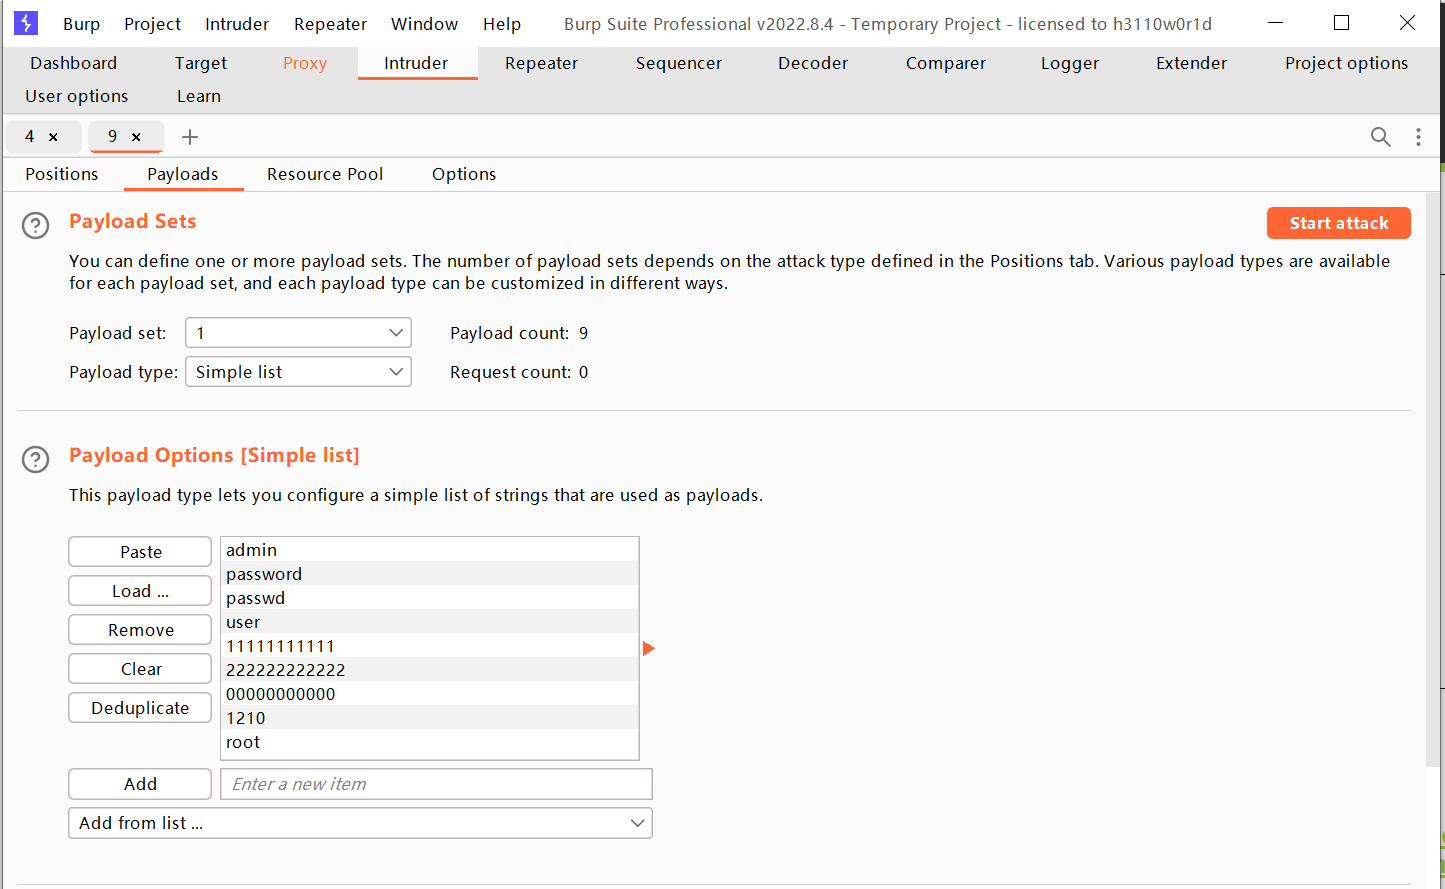 Burp Project Intruder Repeater Window Help Burp Suite Professional v2022.8.4 - Temporary Project - licensed to h3110w0r1d
Dashboard Target Proxy Intruder Repeater Sequencer Decoder Comparer Logger Extender Project options
User options Learn
4 × 9 × +
Positions Payloads Resource Pool Options
? Payload Sets Start attack
You can define one or more payload sets. The number of payload sets depends on the attack type defined in the Positions tab. Various payload types are available
for each payload set, and each payload type can be customized in different ways.
Payload set: 1 Payload count: 9
Payload type: Simple list Request count: 0
? Payload Options [Simple list]
This payload type lets you configure a simple list of strings that are used as payloads.
Paste
Load ...
Remove
Clear
Deduplicate
admin
password
passwd
user
11111111111
222222222222
00000000000
1210
root
Add Enter a new item
Add from list ...